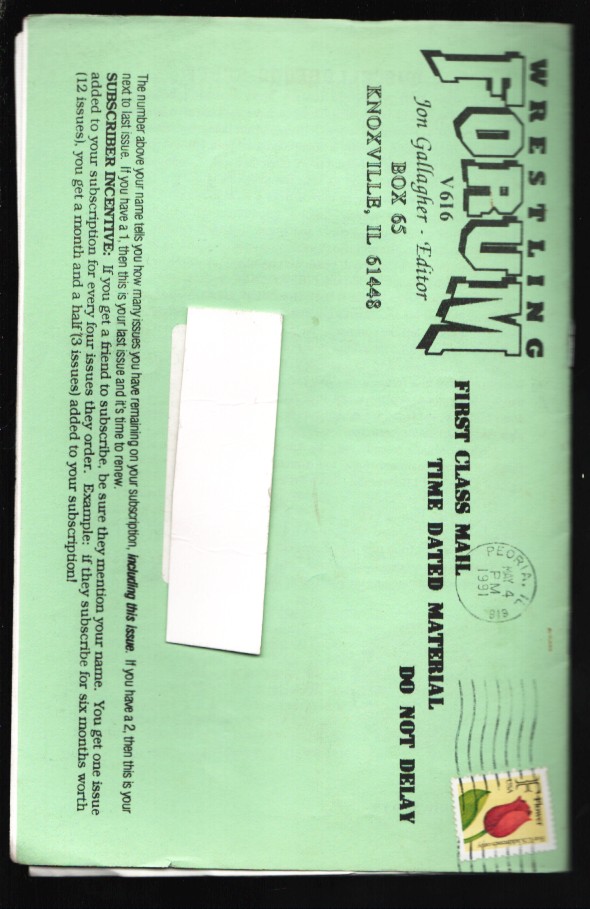 WRESTLING
FORUM
V616
Jon Gallagher - Editor
BOX 65
KNOXVILLE, IL 61448
FIRST CLASS MAIL
TIME DATED MATERIAL
DO NOT DELAY
PEORIA, IL
MAY 4
PM
1991
Flower
USA
The number above your name tells you how many issues you have remaining on your subscription, including this issue. If you have a 2, then this is your
next to last issue. If you have a 1, then this is your last issue and it's time to renew.
SUBSCRIBER INCENTIVE: If you get a friend to subscribe, be sure they mention your name. You get one issue
added to your subscription for every four issues they order. Example: if they subscribe for six months worth
(12 issues), you get a month and a half (3 issues) added to your subscription!